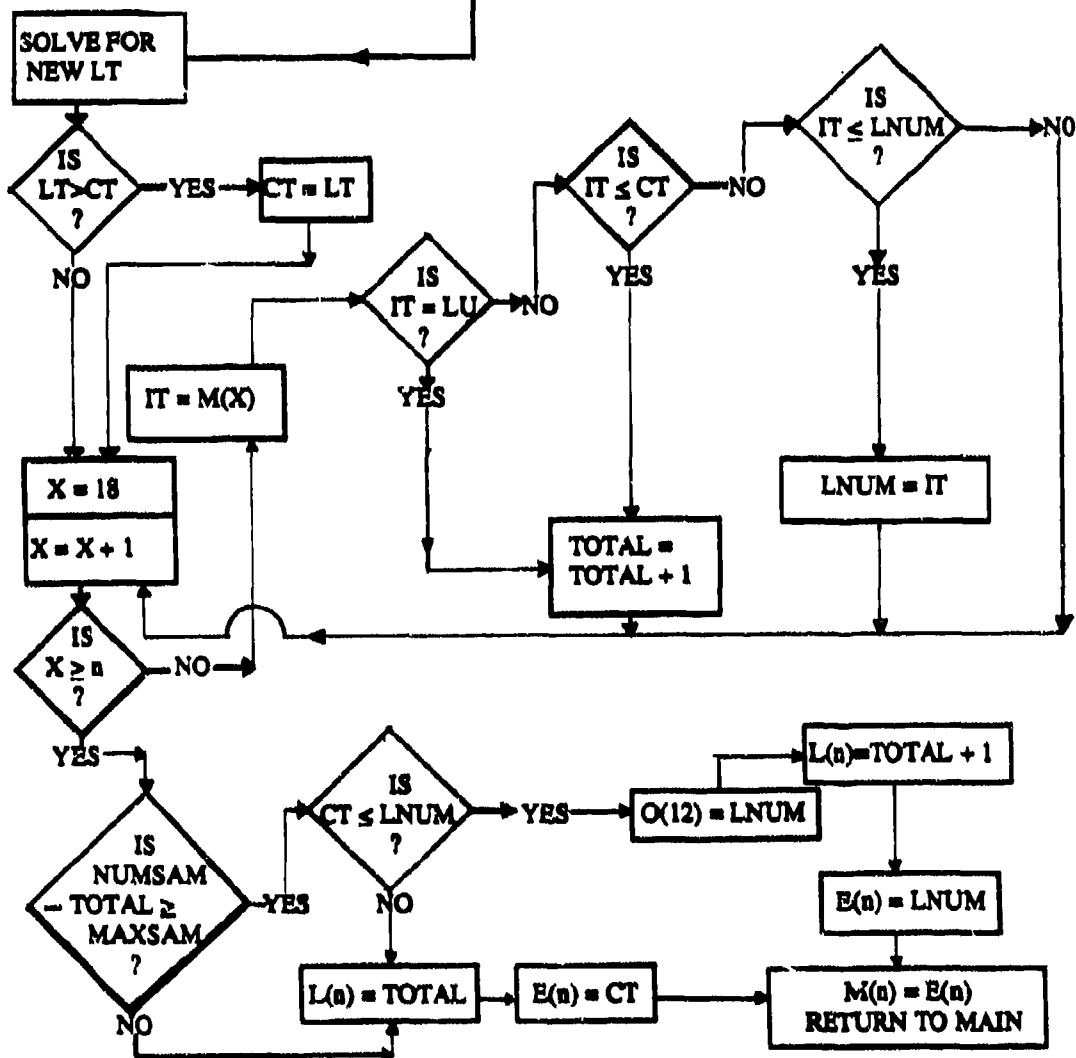 SOLVE FOR
NEW LT
IS
LT>CT
?
YES
CT = LT
NO
IS
IT ≤ LNUM
?
NO
YES
LNUM = IT
IS
IT ≤ CT
?
NO
YES
TOTAL =
TOTAL + 1
IS
IT = LU
?
NO
YES
IT = M(X)
X = 18
X = X + 1
IS
X ≥ n
?
NO
YES
IS
NUMSAM
– TOTAL ≥
MAXSAM
?
YES
NO
IS
CT ≤ LNUM
?
YES
NO
O(12) = LNUM
L(n)=TOTAL + 1
E(n) = LNUM
L(n) = TOTAL
E(n) = CT
M(n) = E(n)
RETURN TO MAIN